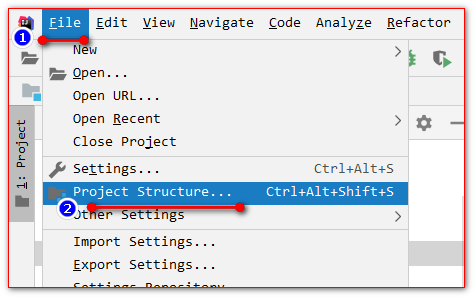 File Edit View Navigate Code Analyze Refactor
1
New
Open...
Open URL...
Open Recent
Close Project
1: Project
Settings... Ctrl+Alt+S
Project Structure... Ctrl+Alt+Shift+S
2
Other Settings
Import Settings...
Export Settings...
Settings Repository